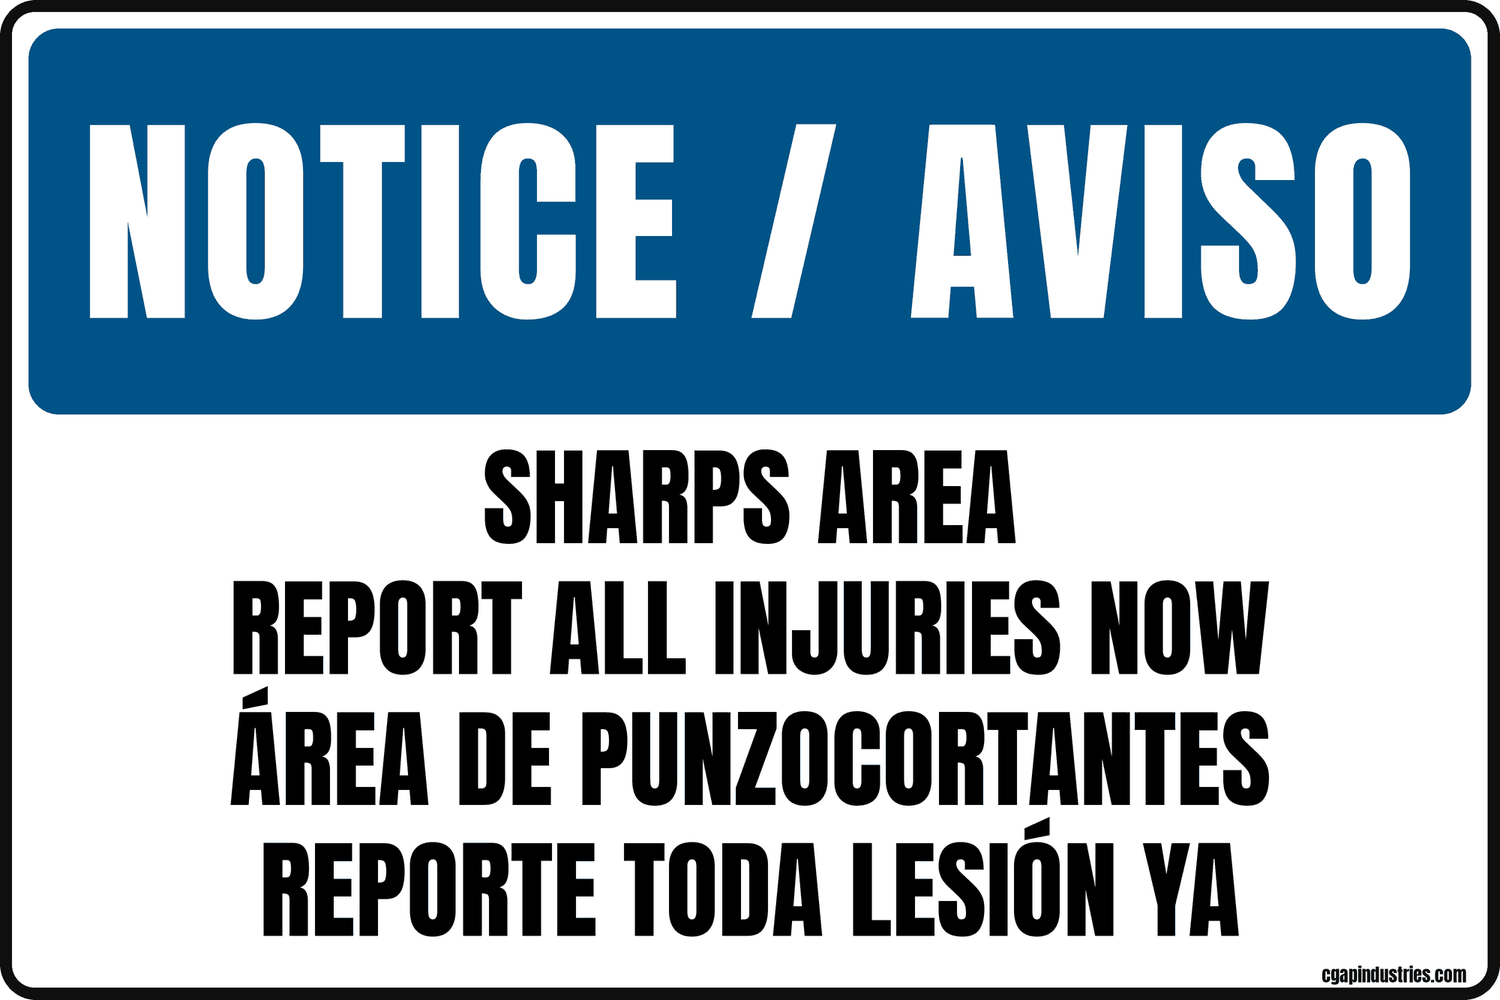 NOTICE / AVISO
SHARPS AREA
REPORT ALL INJURIES NOW
ÁREA DE PUNZOCORTANTES
REPORTE TODA LESIÓN YA
cgapindustries.com